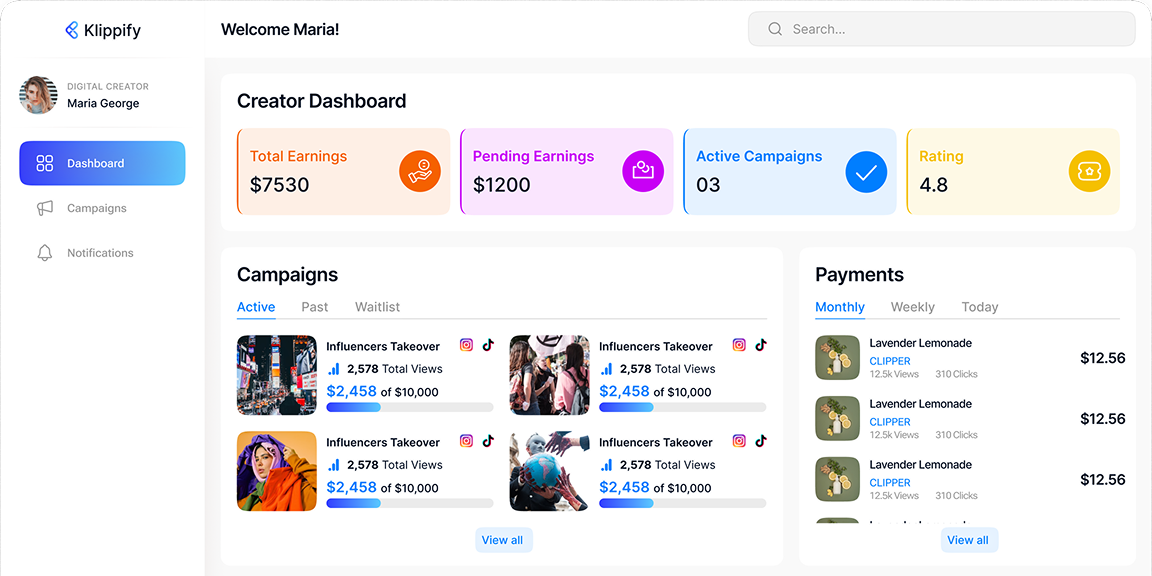 Klippify
Welcome Maria!
Search...
DIGITAL CREATOR
Maria George
Dashboard
Campaigns
Notifications
Creator Dashboard
Total Earnings
$7530
Pending Earnings
$1200
Active Campaigns
03
Rating
4.8
Campaigns
Active Past Waitlist
Influencers Takeover
2,578 Total Views
$2,458 of $10,000
Influencers Takeover
2,578 Total Views
$2,458 of $10,000
Influencers Takeover
2,578 Total Views
$2,458 of $10,000
Influencers Takeover
2,578 Total Views
$2,458 of $10,000
View all
Payments
Monthly Weekly Today
Lavender Lemonade
CLIPPER
12.5k Views 310 Clicks
$12.56
Lavender Lemonade
CLIPPER
12.5k Views 310 Clicks
$12.56
Lavender Lemonade
CLIPPER
12.5k Views 310 Clicks
$12.56
View all